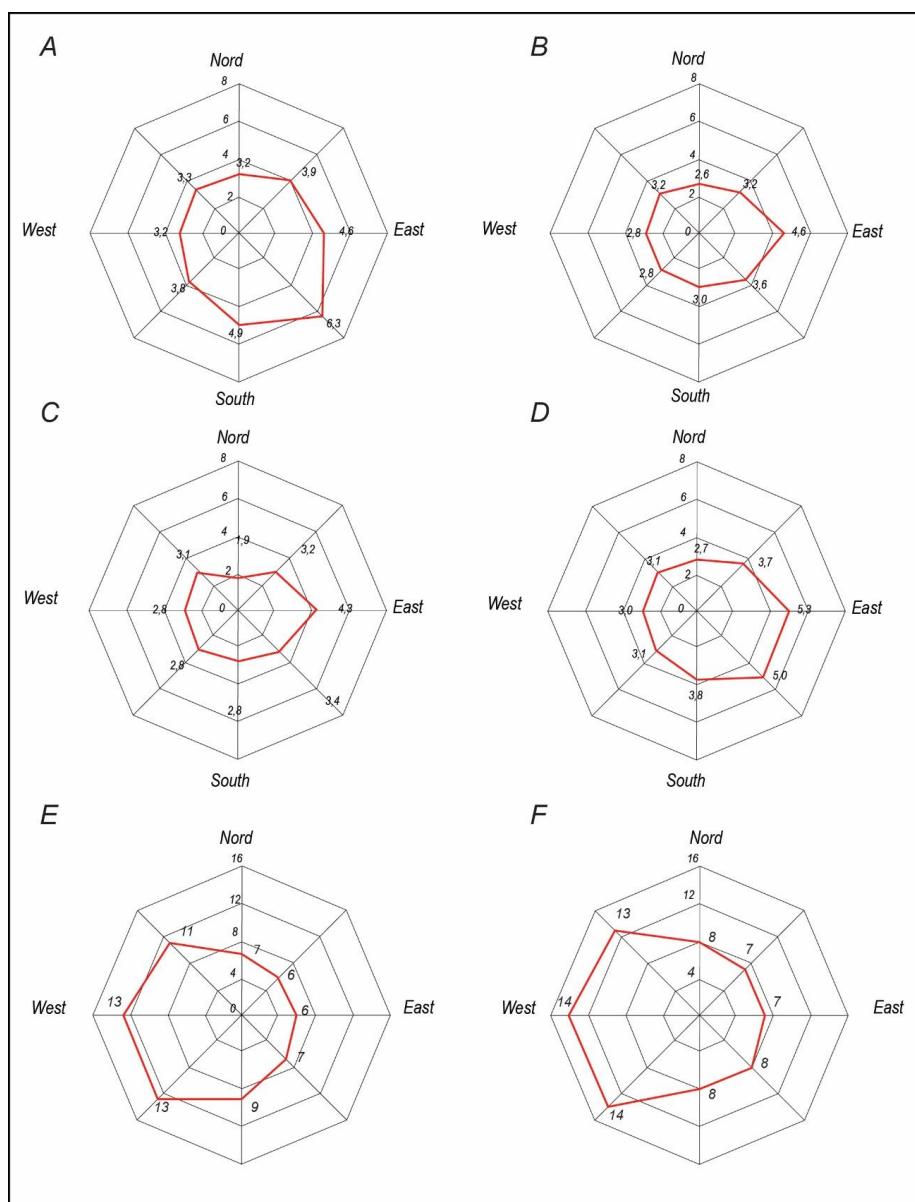 A
Nord
8
6
4
3,2
3,3
3,9
2
West
3,2
0
4,6
East
3,8
4,9
6,3
South
B
Nord
8
6
4
2,6
3,2
3,2
2
West
2,8
0
4,6
East
2,8
3,6
3,0
South
C
Nord
8
6
4
1,9
3,1
3,2
2
West
2,8
0
4,3
East
2,8
3,4
2,8
South
D
Nord
8
6
4
2,7
3,1
3,7
2
West
3,0
0
5,3
East
3,1
5,0
3,8
South
E
Nord
16
12
11
8
7
6
4
West
13
0
6
East
7
13
9
F
Nord
16
13
12
8
7
4
West
14
7
East
8
14
8